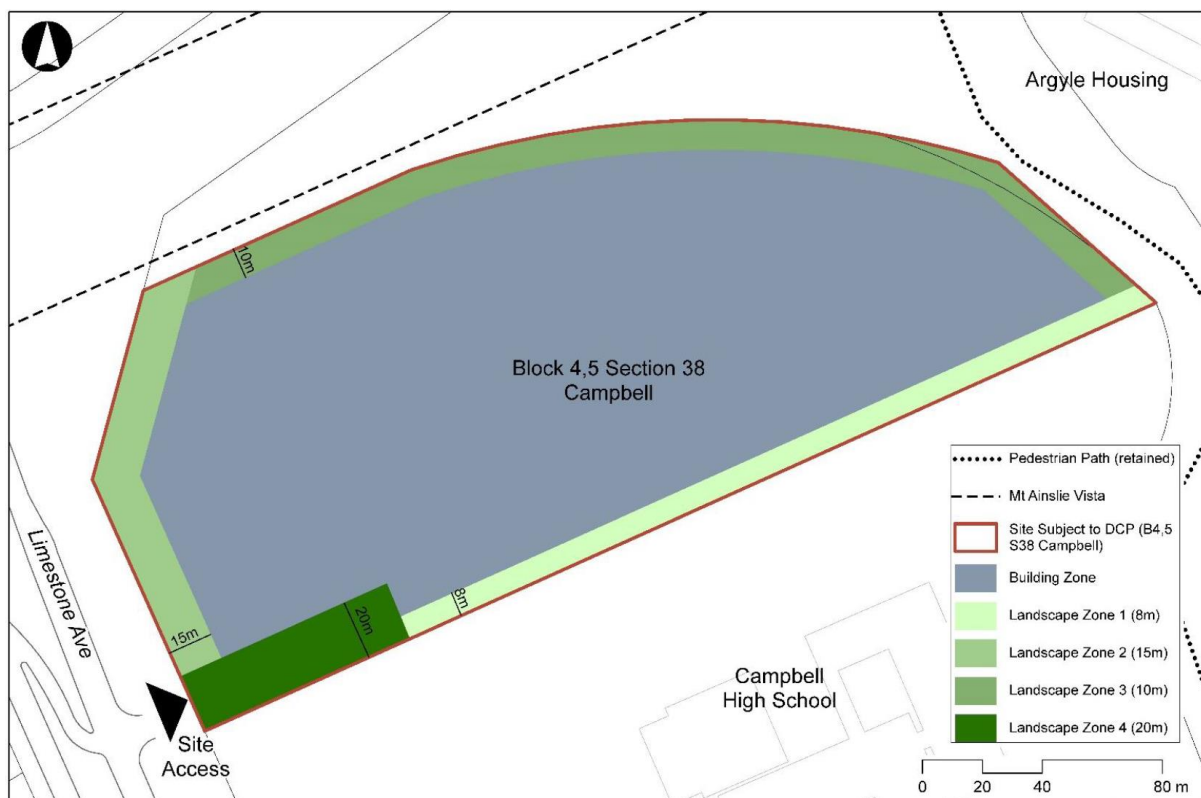 Argyle Housing
10m
Block 4,5 Section 38
Campbell
Limestone Ave
15m
20m
8m
Campbell
High School
Site
Access
Pedestrian Path (retained)
Mt Ainslie Vista
Site Subject to DCP (B4,5
S38 Campbell)
Building Zone
Landscape Zone 1 (8m)
Landscape Zone 2 (15m)
Landscape Zone 3 (10m)
Landscape Zone 4 (20m)
0 20 40 80 m